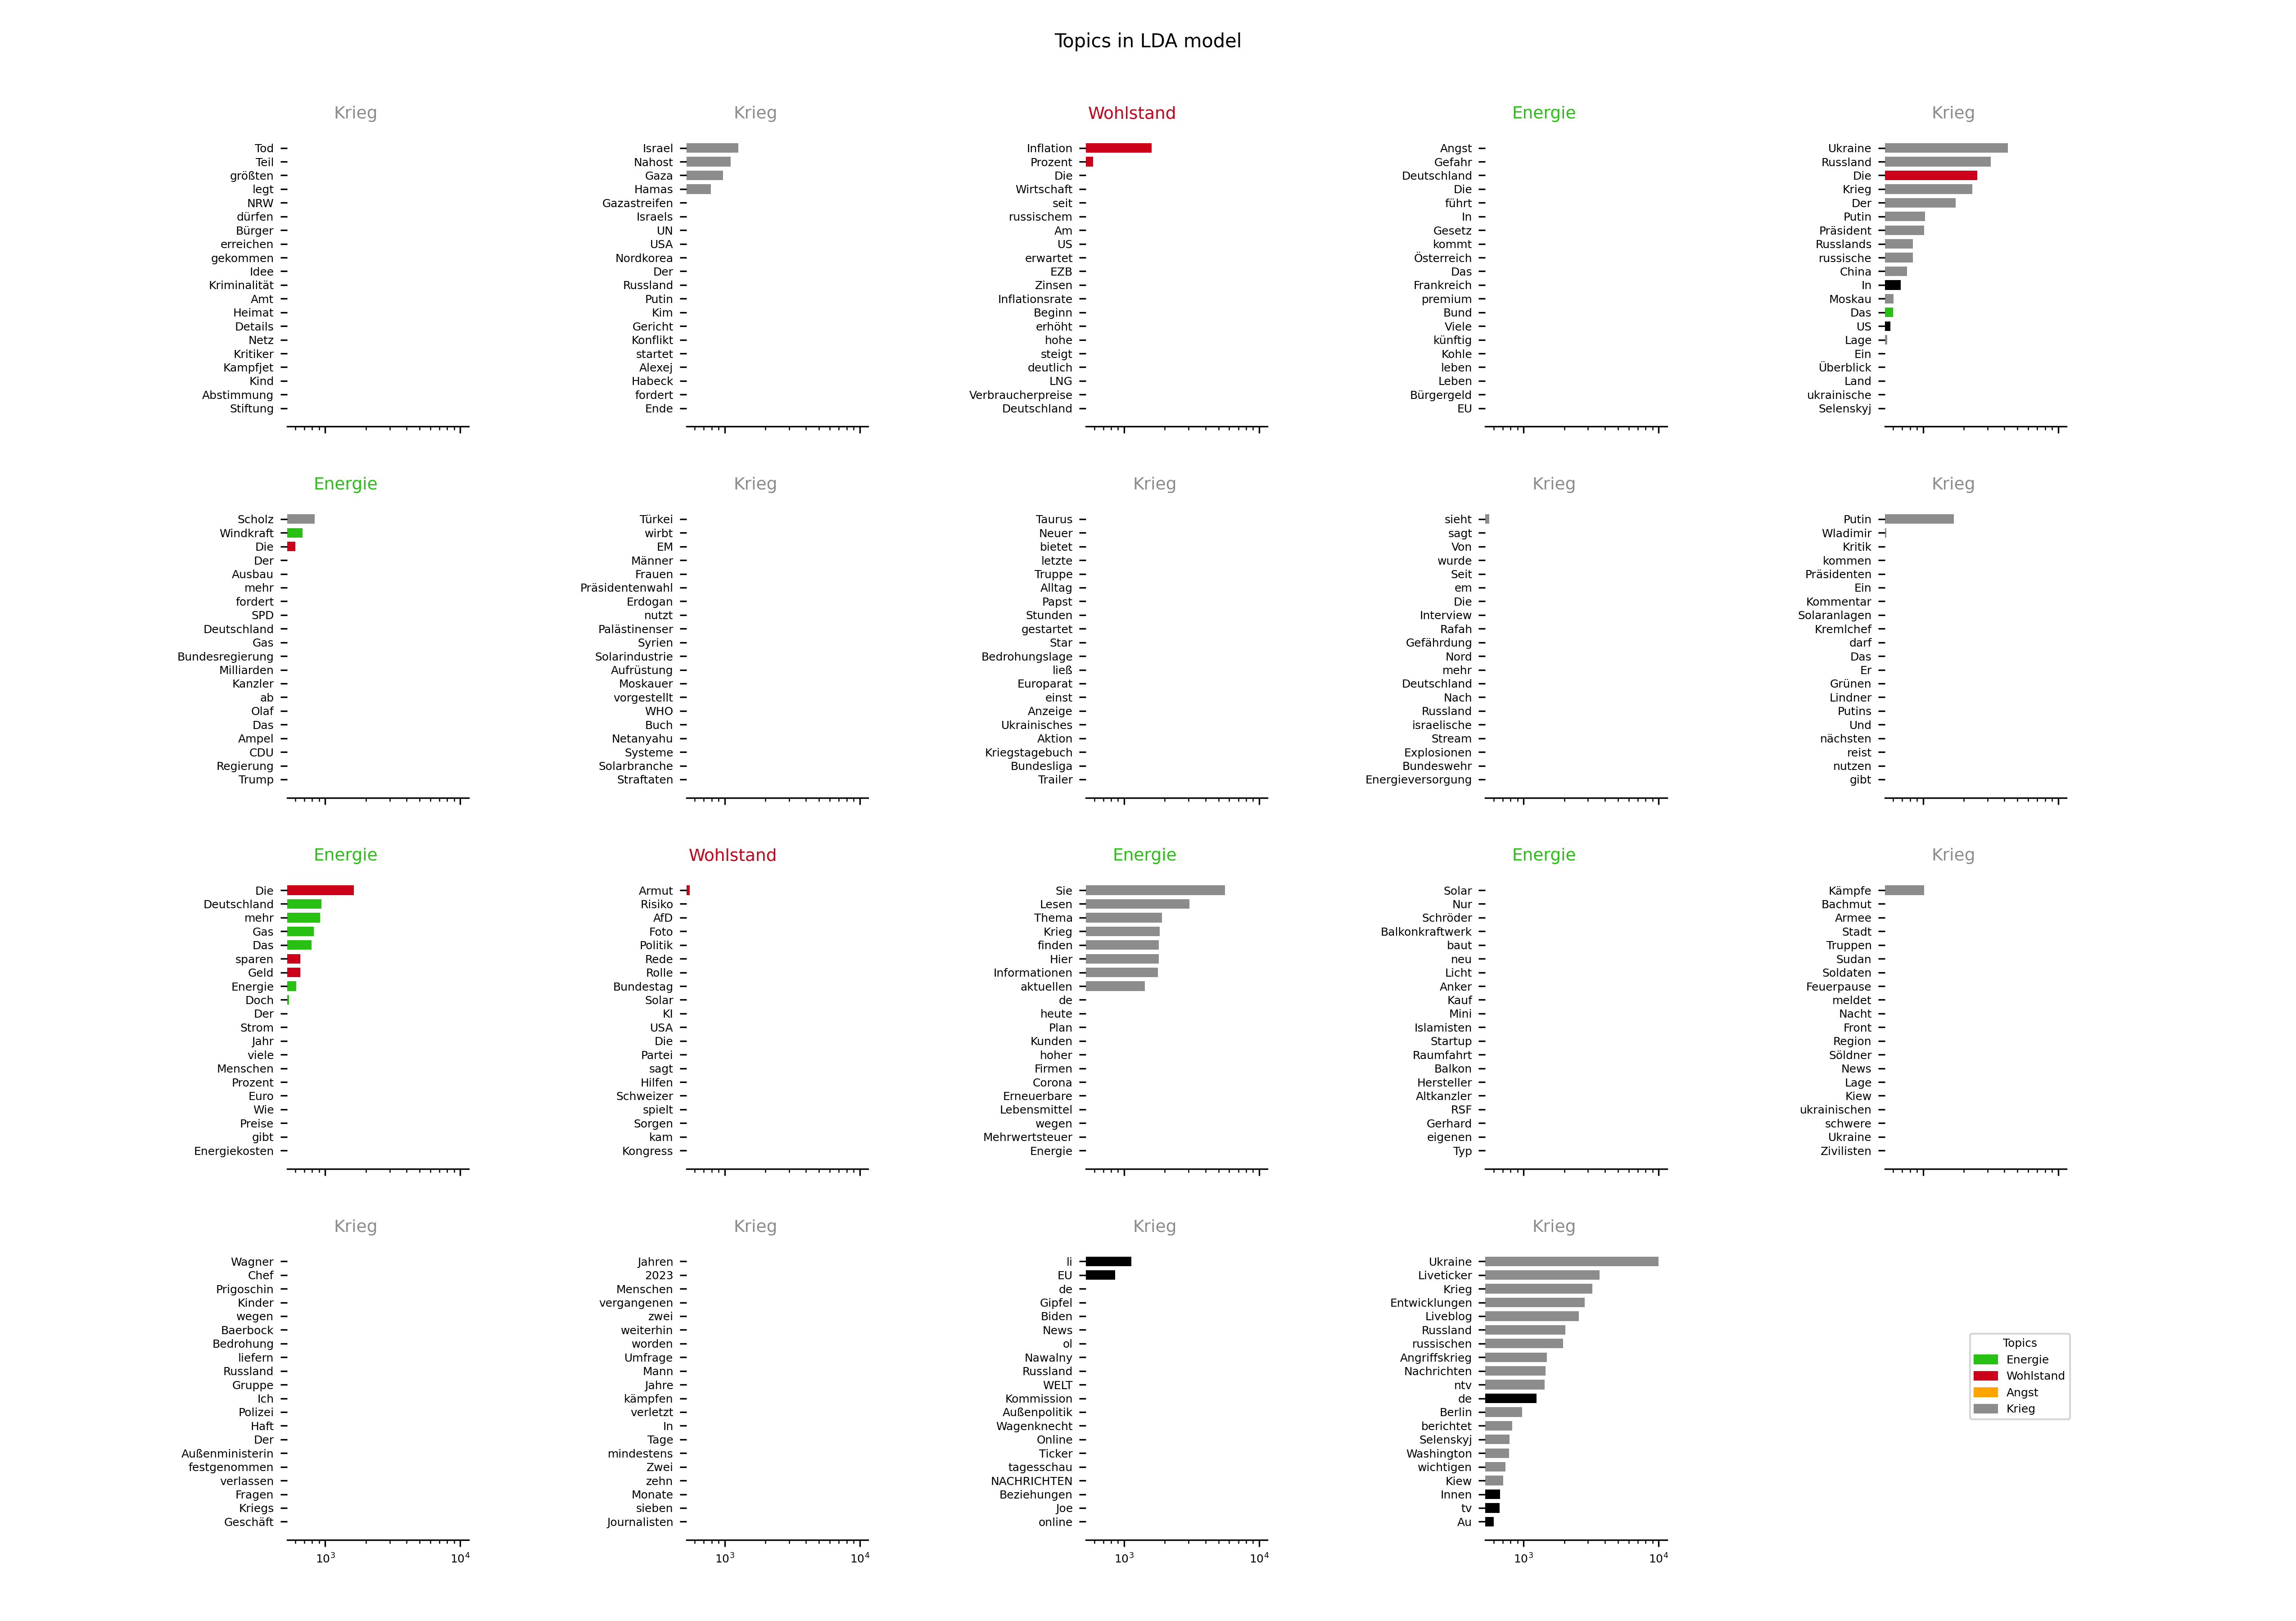 Topics in LDA model
Krieg
Tod
Teil
größten
legt
NRW
dürfen
Bürger
erreichen
gekommen
Idee
Kriminalität
Amt
Heimat
Details
Netz
Kritiker
Kampfjet
Kind
Abstimmung
Stiftung
Krieg
Israel
Nahost
Gaza
Hamas
Gazastreifen
Israels
UN
USA
Nordkorea
Der
Russland
Putin
Kim
Gericht
Konflikt
startet
Alexej
Habeck
fordert
Ende
Wohlstand
Inflation
Prozent
Die
Wirtschaft
seit
russischem
Am
US
erwartet
EZB
Zinsen
Inflationsrate
Beginn
erhöht
hohe
steigt
deutlich
LNG
Verbraucherpreise
Deutschland
Energie
Angst
Gefahr
Deutschland
Die
führt
In
Gesetz
kommt
Österreich
Das
Frankreich
premium
Bund
Viele
künftig
Kohle
leben
Leben
Bürgergeld
EU
Krieg
Ukraine
Russland
Die
Krieg
Der
Putin
Präsident
Russlands
russische
China
In
Moskau
Das
US
Lage
Ein
Überblick
Land
ukrainische
Selenskyj
Energie
Scholz
Windkraft
Die
Der
Ausbau
mehr
fordert
SPD
Deutschland
Gas
Bundesregierung
Milliarden
Kanzler
ab
Olaf
Das
Ampel
CDU
Regierung
Trump
Krieg
Türkei
wirbt
EM
Männer
Frauen
Präsidentenwahl
Erdogan
nutzt
Palästinenser
Syrien
Solarindustrie
Aufrüstung
Moskauer
vorgestellt
WHO
Buch
Netanyahu
Systeme
Solarbranche
Straftaten
Krieg
Taurus
Neuer
bietet
letzte
Truppe
Alltag
Papst
Stunden
gestartet
Star
Bedrohungslage
ließ
Europarat
einst
Anzeige
Ukrainisches
Aktion
Kriegstagebuch
Bundesliga
Trailer
Krieg
sieht
sagt
Von
wurde
Seit
em
Die
Interview
Rafah
Gefährdung
Nord
mehr
Deutschland
Nach
Russland
israelische
Stream
Explosionen
Bundeswehr
Energieversorgung
Krieg
Putin
Wladimir
Kritik
kommen
Präsidenten
Ein
Kommentar
Solaranlagen
Kremlchef
darf
Das
Er
Grünen
Lindner
Putins
Und
nächsten
reist
nutzen
gibt
Energie
Die
Deutschland
mehr
Gas
Das
sparen
Geld
Energie
Doch
Der
Strom
Jahr
viele
Menschen
Prozent
Euro
Wie
Preise
gibt
Energiekosten
Wohlstand
Armut
Risiko
AfD
Foto
Politik
Rede
Rolle
Bundestag
Solar
KI
USA
Die
Partei
sagt
Hilfen
Schweizer
spielt
Sorgen
kam
Kongress
Energie
Sie
Lesen
Thema
Krieg
finden
Hier
Informationen
aktuellen
de
heute
Plan
Kunden
hoher
Firmen
Corona
Erneuerbare
Lebensmittel
wegen
Mehrwertsteuer
Energie
Energie
Solar
Nur
Schröder
Balkonkraftwerk
baut
neu
Licht
Anker
Kauf
Mini
Islamisten
Startup
Raumfahrt
Balkon
Hersteller
Altkanzler
RSF
Gerhard
eigenen
Typ
Krieg
Kämpfe
Bachmut
Armee
Stadt
Truppen
Sudan
Soldaten
Feuerpause
meldet
Nacht
Front
Region
Söldner
News
Lage
Kiew
ukrainischen
schwere
Ukraine
Zivilisten
Krieg
Wagner
Chef
Prigoschin
Kinder
wegen
Baerbock
Bedrohung
liefern
Russland
Gruppe
Ich
Polizei
Haft
Der
Außenministerin
festgenommen
verlassen
Fragen
Kriegs
Geschäft
10³ 10⁴
Krieg
Jahren
2023
Menschen
vergangenen
zwei
weiterhin
worden
Umfrage
Mann
Jahre
kämpfen
verletzt
In
Tage
mindestens
Zwei
zehn
Monate
sieben
Journalisten
10³ 10⁴
Krieg
li
EU
de
Gipfel
Biden
News
ol
Nawalny
Russland
WELT
Kommission
Außenpolitik
Wagenknecht
Online
Ticker
tagesschau
NACHRICHTEN
Beziehungen
Joe
online
10³ 10⁴
Krieg
Ukraine
Liveticker
Krieg
Entwicklungen
Liveblog
Russland
russischen
Angriffskrieg
Nachrichten
ntv
de
Berlin
berichtet
Selenskyj
Washington
wichtigen
Kiew
Innen
tv
Au
10³ 10⁴
Topics
Energie
Wohlstand
Angst
Krieg